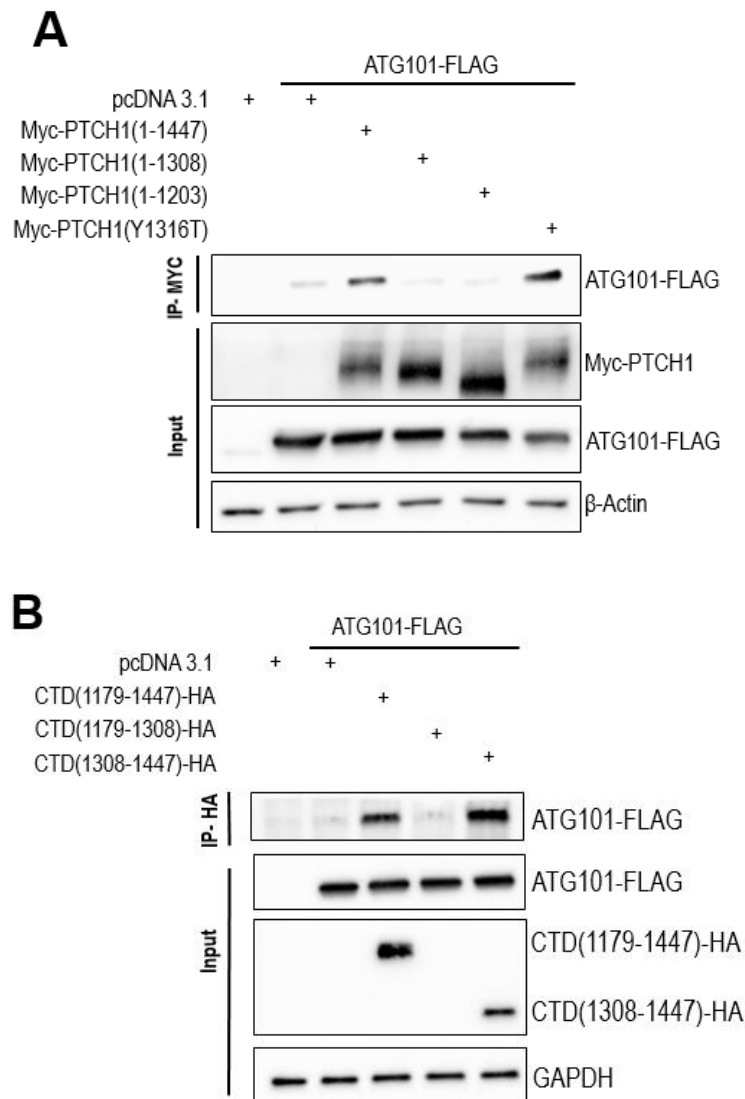 A
ATG101-FLAG
pcDNA 3.1 + +
Myc-PTCH1(1-1447) +
Myc-PTCH1(1-1308) +
Myc-PTCH1(1-1203) +
Myc-PTCH1(Y1316T) +
IP- MYC
ATG101-FLAG
Input
Myc-PTCH1
ATG101-FLAG
β-Actin
B
ATG101-FLAG
pcDNA 3.1 + +
CTD(1179-1447)-HA +
CTD(1179-1308)-HA +
CTD(1308-1447)-HA +
IP- HA
ATG101-FLAG
Input
ATG101-FLAG
CTD(1179-1447)-HA
CTD(1308-1447)-HA
GAPDH